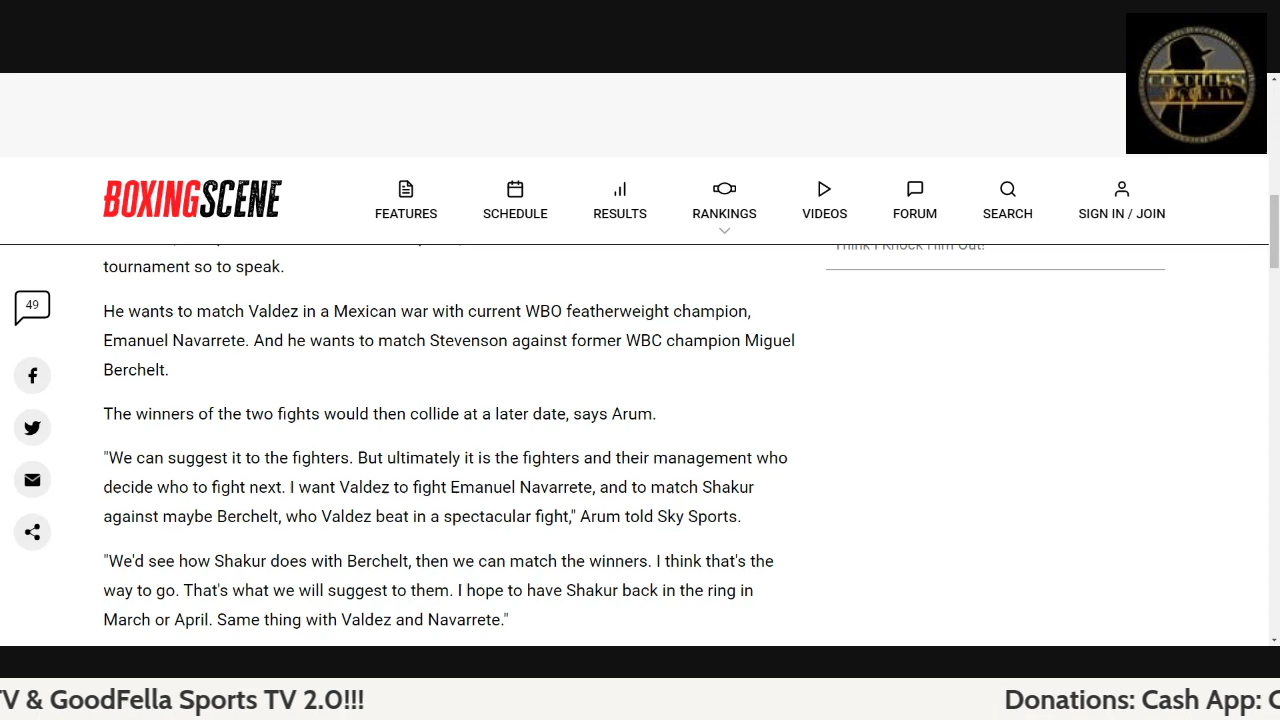 GOODFELLA'S
SPORTS TV
BOXINGSCENE
FEATURES
SCHEDULE
RESULTS
RANKINGS
VIDEOS
FORUM
SEARCH
SIGN IN / JOIN
Think I Knock Him Out!
tournament so to speak.
49
He wants to match Valdez in a Mexican war with current WBO featherweight champion,
Emanuel Navarrete. And he wants to match Stevenson against former WBC champion Miguel
Berchelt.
The winners of the two fights would then collide at a later date, says Arum.
"We can suggest it to the fighters. But ultimately it is the fighters and their management who
decide who to fight next. I want Valdez to fight Emanuel Navarrete, and to match Shakur
against maybe Berchelt, who Valdez beat in a spectacular fight," Arum told Sky Sports.
"We'd see how Shakur does with Berchelt, then we can match the winners. I think that's the
way to go. That's what we will suggest to them. I hope to have Shakur back in the ring in
March or April. Same thing with Valdez and Navarrete."
TV & GoodFella Sports TV 2.0!!!
Donations: Cash App: